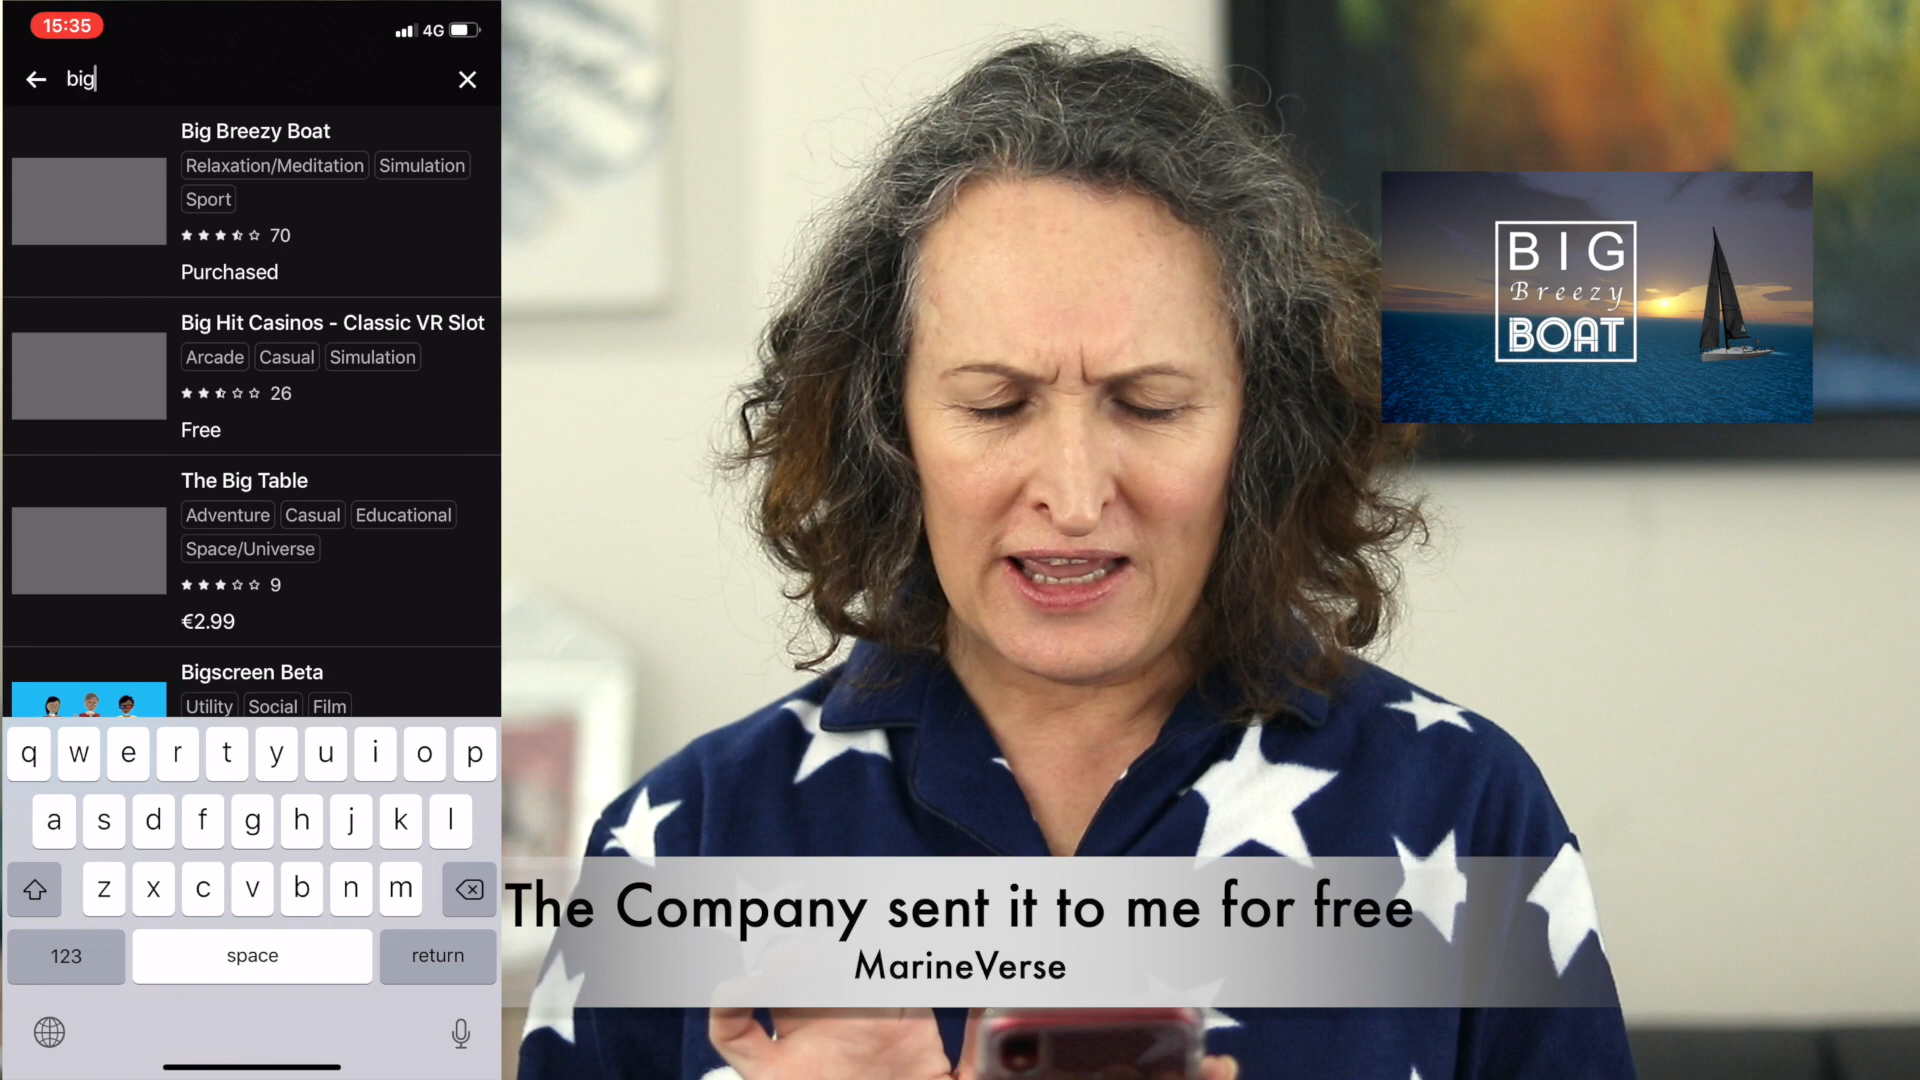 15:35
4G
big
Big Breezy Boat
Relaxation/Meditation Simulation
Sport
70
Purchased
Big Hit Casinos - Classic VR Slot
Arcade Casual Simulation
26
Free
The Big Table
Adventure Casual Educational
Space/Universe
9
€2.99
Bigscreen Beta
Utility Social Film
q w e r t y u i o p
a s d f g h j k l
z x c v b n m
123 space return
BIG
Breezy
BOAT
The Company sent it to me for free
MarineVerse